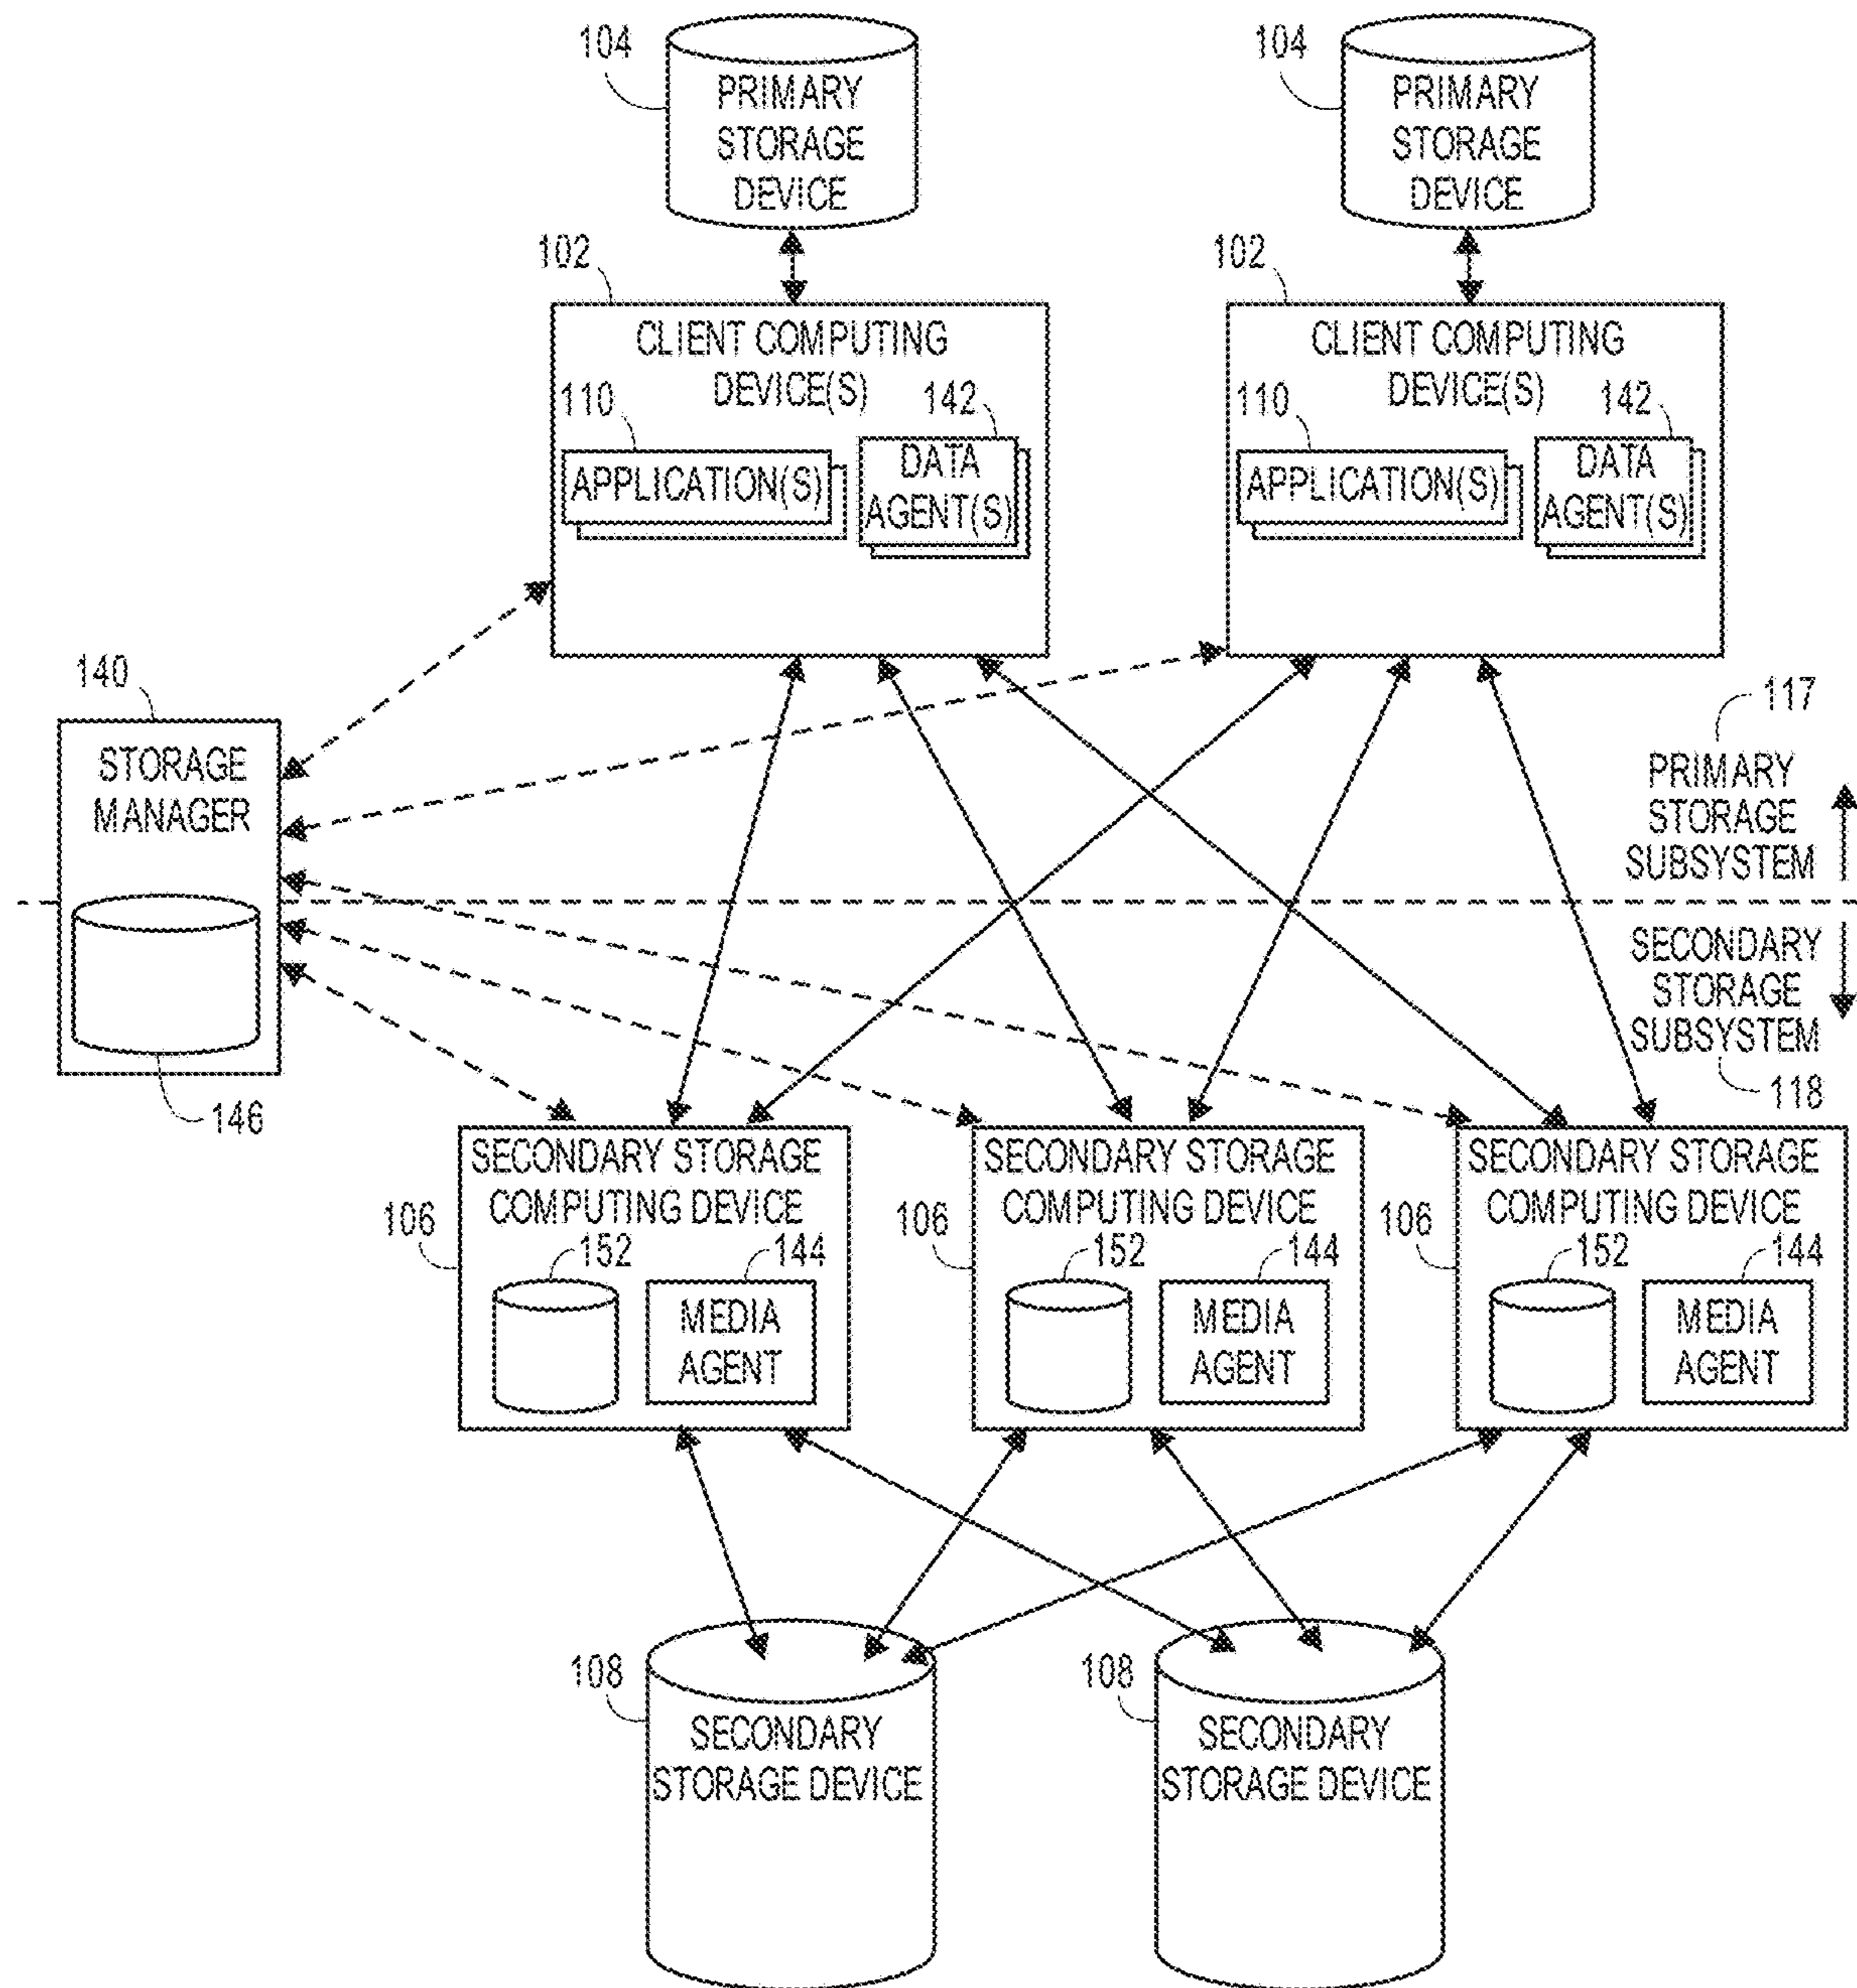 104
PRIMARY
STORAGE
DEVICE
104
PRIMARY
STORAGE
DEVICE
102
CLIENT COMPUTING
DEVICE(S)
110
142
APPLICATION(S)
DATA
AGENT(S)
102
CLIENT COMPUTING
DEVICE(S)
110
142
APPLICATION(S)
DATA
AGENT(S)
140
STORAGE
MANAGER
146
117
PRIMARY
STORAGE
SUBSYSTEM
SECONDARY
STORAGE
SUBSYSTEM
118
106
SECONDARY STORAGE
COMPUTING DEVICE
152
144
MEDIA
AGENT
106
SECONDARY STORAGE
COMPUTING DEVICE
152
144
MEDIA
AGENT
106
SECONDARY STORAGE
COMPUTING DEVICE
152
144
MEDIA
AGENT
108
SECONDARY
STORAGE DEVICE
108
SECONDARY
STORAGE DEVICE